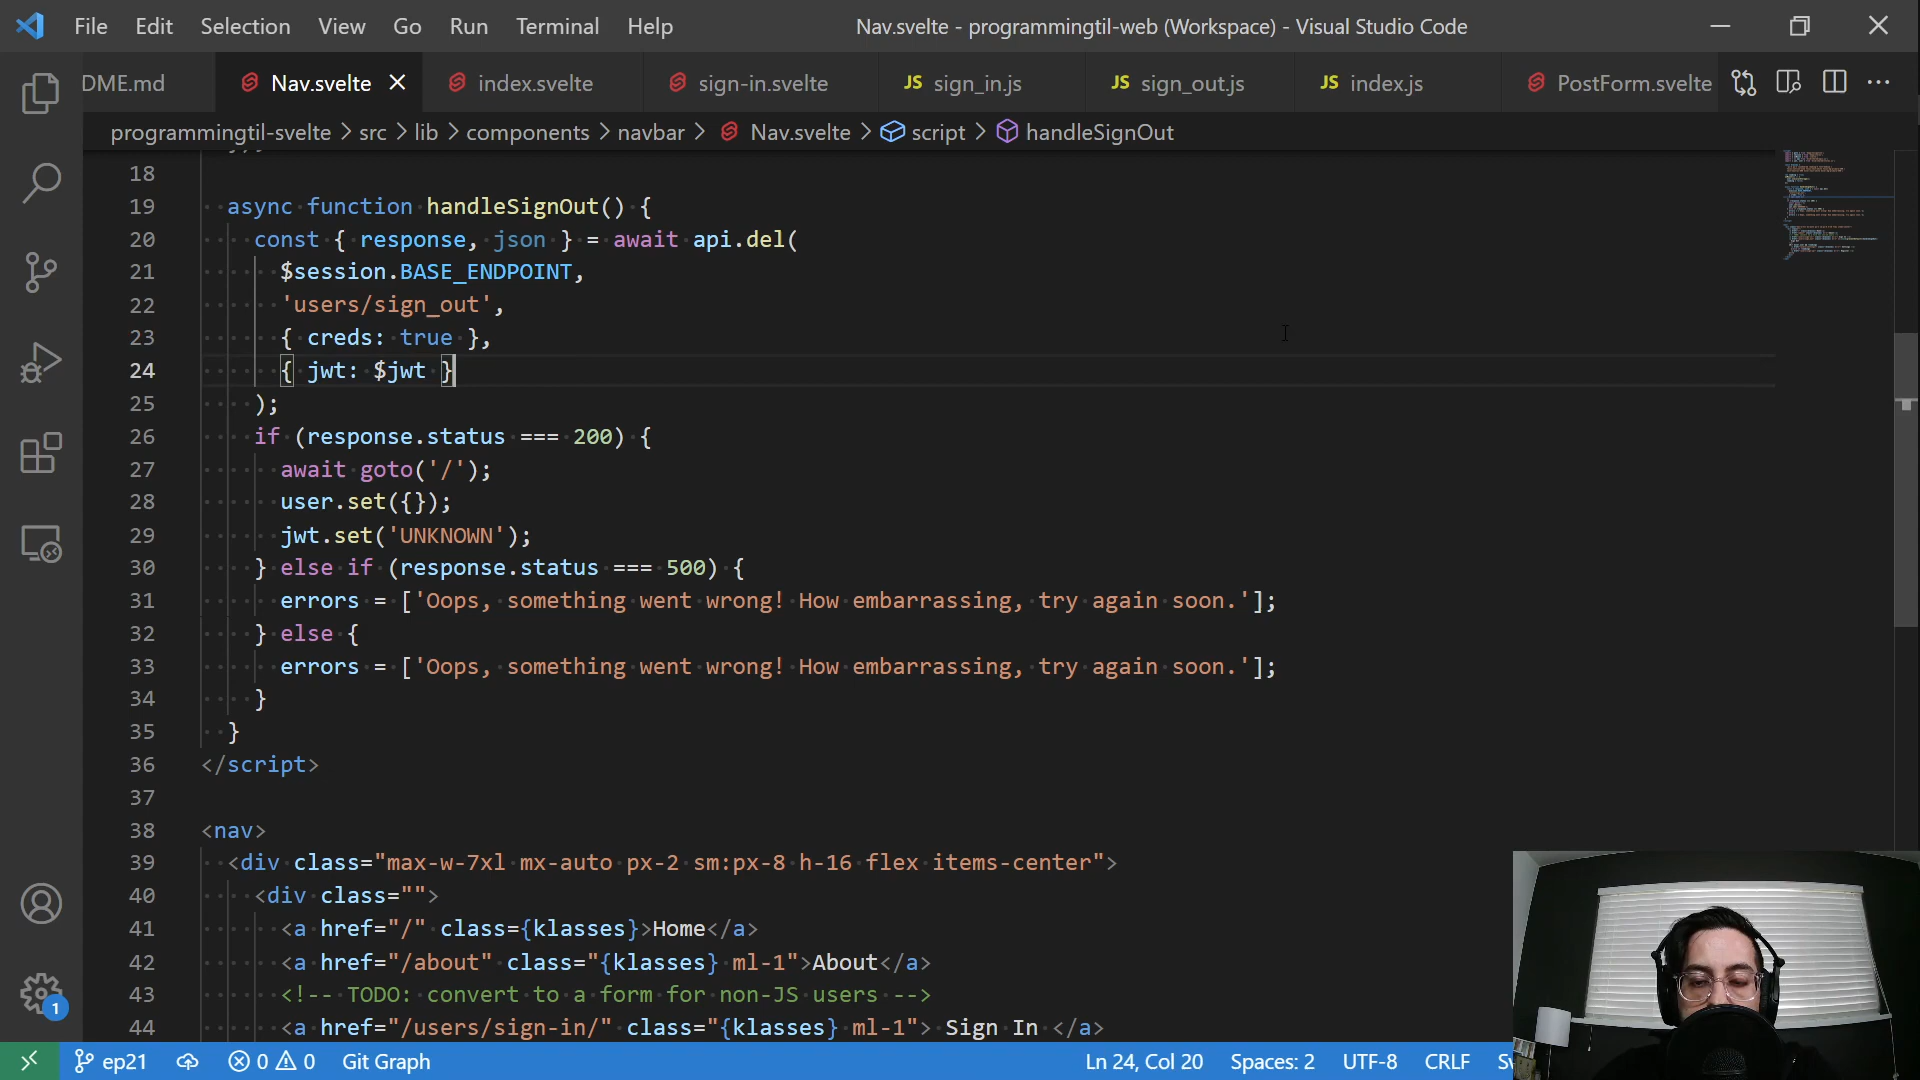 File Edit Selection View Go Run Terminal Help Nav.svelte - programmingtil-web (Workspace) - Visual Studio Code
DME.md Nav.svelte index.svelte sign-in.svelte JS sign_in.js JS sign_out.js JS index.js PostForm.svelte
programmingtil-svelte > src > lib > components > navbar > Nav.svelte > script > handleSignOut
18
19 async function handleSignOut() {
20 const { response, json } = await api.del(
21 $session.BASE_ENDPOINT,
22 'users/sign_out',
23 { creds: true },
24 { jwt: $jwt }
25 );
26 if (response.status === 200) {
27 await goto('/');
28 user.set({});
29 jwt.set('UNKNOWN');
30 } else if (response.status === 500) {
31 errors = ['Oops, something went wrong! How embarrassing, try again soon.'];
32 } else {
33 errors = ['Oops, something went wrong! How embarrassing, try again soon.'];
34 }
35 }
36 </script>
37
38 <nav>
39 <div class="max-w-7xl mx-auto px-2 sm:px-8 h-16 flex items-center">
40 <div class="">
41 <a href="/" class={klasses}>Home</a>
42 <a href="/about" class="{klasses} ml-1">About</a>
43 <!-- TODO: convert to a form for non-JS users -->
44 <a href="/users/sign-in/" class="{klasses} ml-1"> Sign In </a>
1
ep21 0 0 Git Graph Ln 24, Col 20 Spaces: 2 UTF-8 CRLF